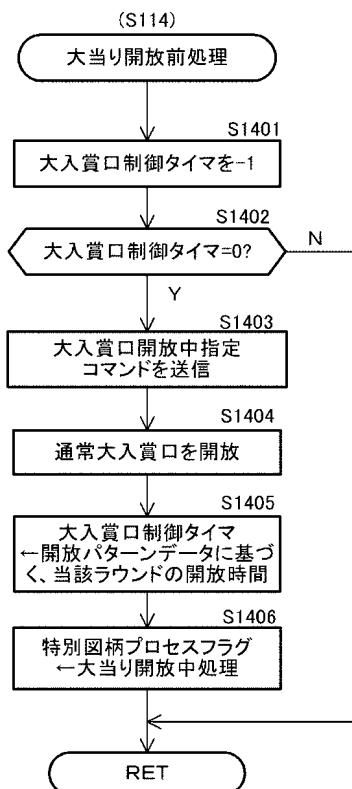 (S114)
大当り開放前処理
S1401
大入賞口制御タイマを-1
S1402
大入賞口制御タイマ=0?
N
Y
S1403
大入賞口開放中指定
コマンドを送信
S1404
通常大入賞口を開放
S1405
大入賞口制御タイマ
←開放パターンデータに基づ
く、当該ラウンドの開放時間
S1406
特別図柄プロセスフラグ
←大当り開放中処理
RET